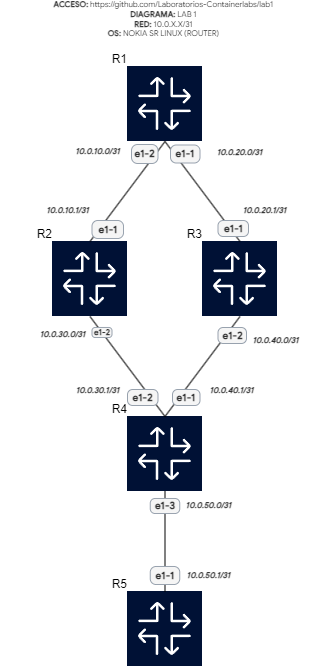 ACCESO: https://github.com/Laboratorios-Containerlabs/lab1
DIAGRAMA: LAB 1
RED: 10.0.X.X/31
OS: NOKIA SR LINUX (ROUTER)
R1
10.0.10.0/31 e1-2 e1-1 10.0.20.0/31
10.0.10.1/31 10.0.20.1/31
e1-1 e1-1
R2 R3
10.0.30.0/31 e1-2 e1-2 10.0.40.0/31
10.0.30.1/31 10.0.40.1/31
e1-2 e1-1
R4
e1-3 10.0.50.0/31
e1-1 10.0.50.1/31
R5